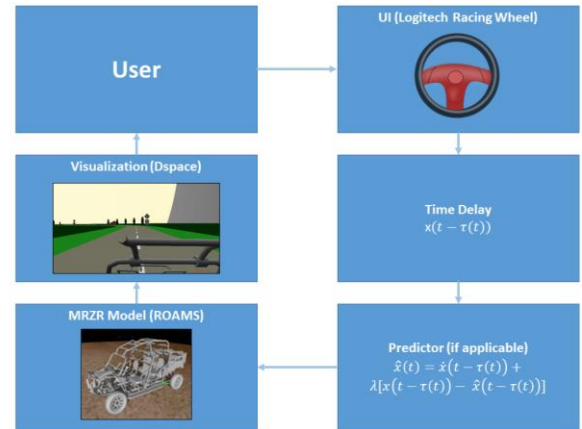 User
UI (Logitech Racing Wheel)
Visualization (Dspace)
Time Delay
x(t − τ(t))
MRZR Model (ROAMS)
Predictor (if applicable)
x̂(t) = ẋ(t − τ(t)) +
λ[x(t − τ(t)) − x̂(t − τ(t))]